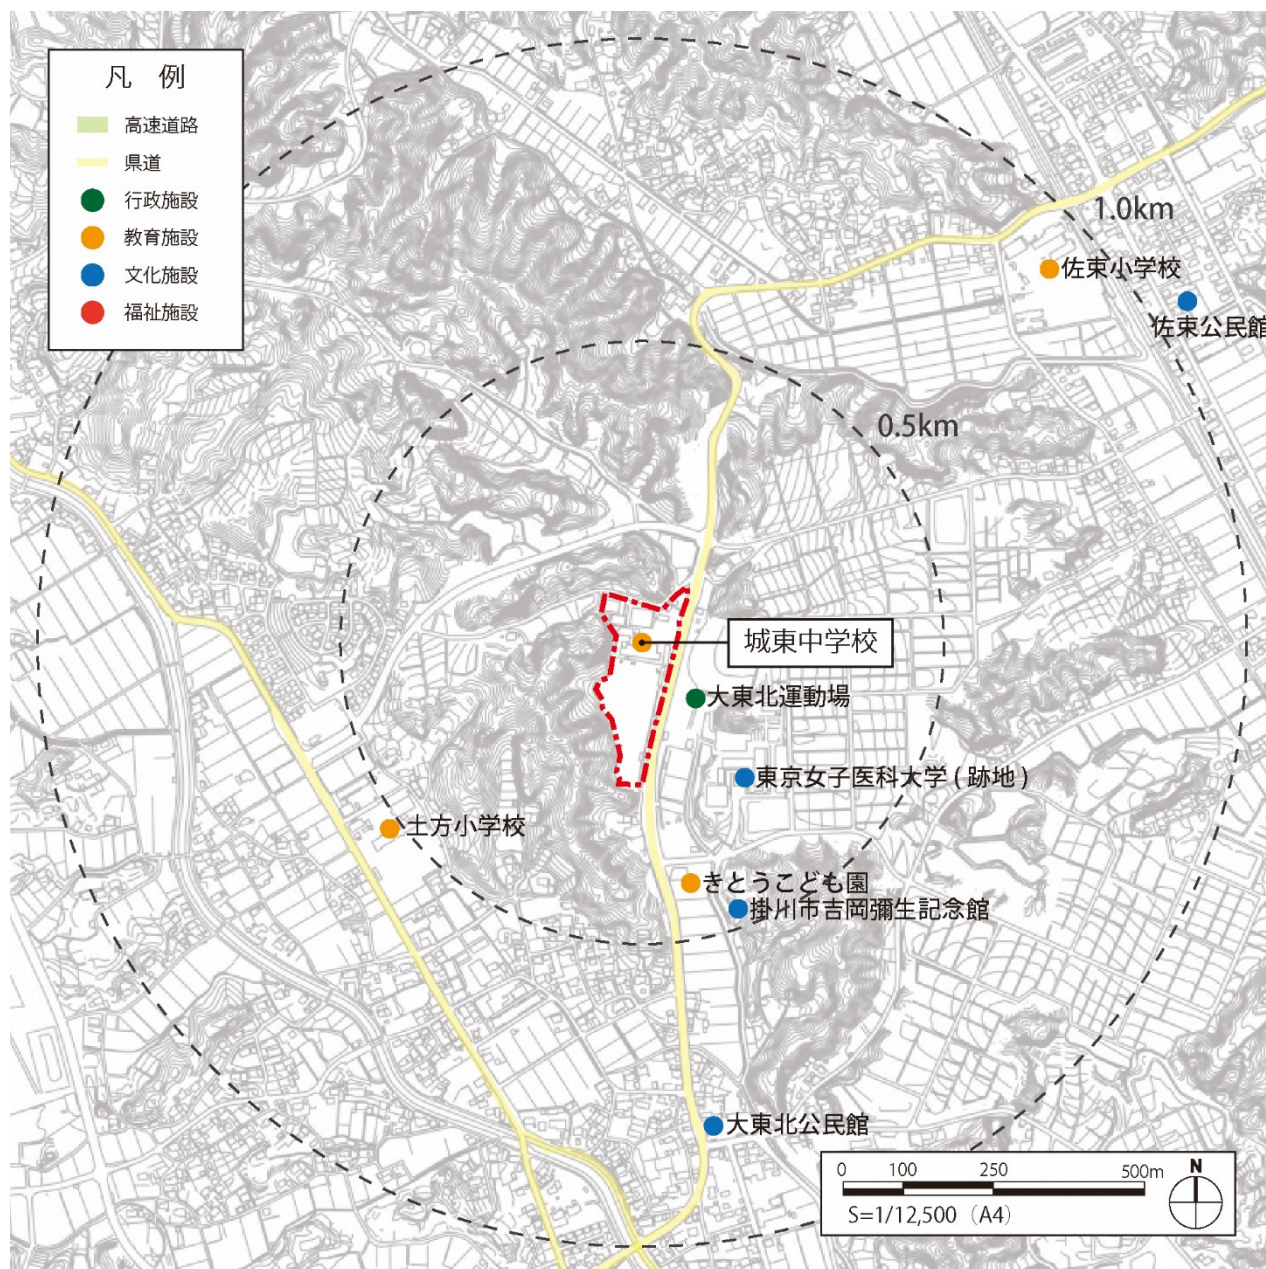 凡 例
高速道路
県道
行政施設
教育施設
文化施設
福祉施設
1.0km
佐束小学校
佐束公民館
0.5km
城東中学校
大東北運動場
東京女子医科大学(跡地)
土方小学校
きとうこども園
掛川市吉岡彌生記念館
大東北公民館
0 100 250 500m
N
S=1/12,500 (A4)